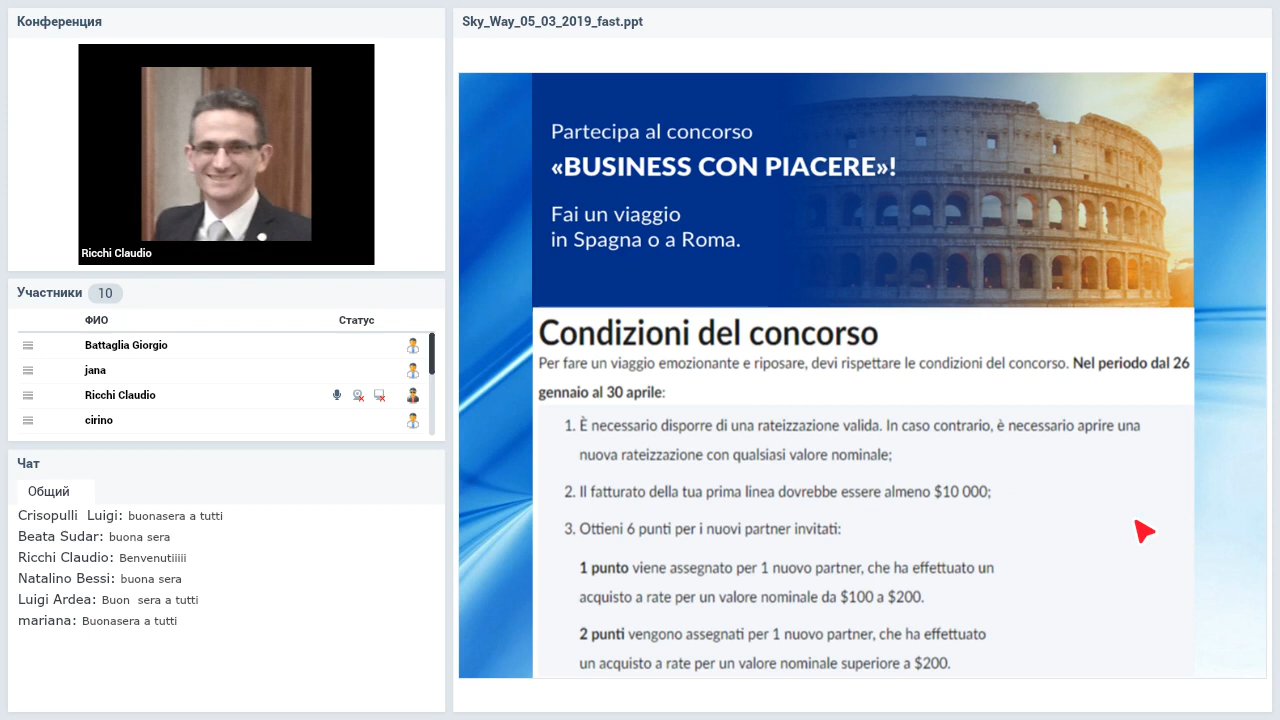 Конференция
Ricchi Claudio
Участники 10
ФИО Статус
Battaglia Giorgio
jana
Ricchi Claudio
cirino
Чат
Общий
Crisopulli Luigi: buonasera a tutti
Beata Sudar: buona sera
Ricchi Claudio: Benvenutiiiii
Natalino Bessi: buona sera
Luigi Ardea: Buon sera a tutti
mariana: Buonasera a tutti
Sky_Way_05_03_2019_fast.ppt
Partecipa al concorso
«BUSINESS CON PIACERE»!
Fai un viaggio
in Spagna o a Roma.
Condizioni del concorso
Per fare un viaggio emozionante e riposare, devi rispettare le condizioni del concorso. Nel periodo dal 26
gennaio al 30 aprile:
1. È necessario disporre di una rateizzazione valida. In caso contrario, è necessario aprire una
nuova rateizzazione con qualsiasi valore nominale;
2. Il fatturato della tua prima linea dovrebbe essere almeno $10 000;
3. Ottieni 6 punti per i nuovi partner invitati:
1 punto viene assegnato per 1 nuovo partner, che ha effettuato un
acquisto a rate per un valore nominale da $100 a $200.
2 punti vengono assegnati per 1 nuovo partner, che ha effettuato
un acquisto a rate per un valore nominale superiore a $200.